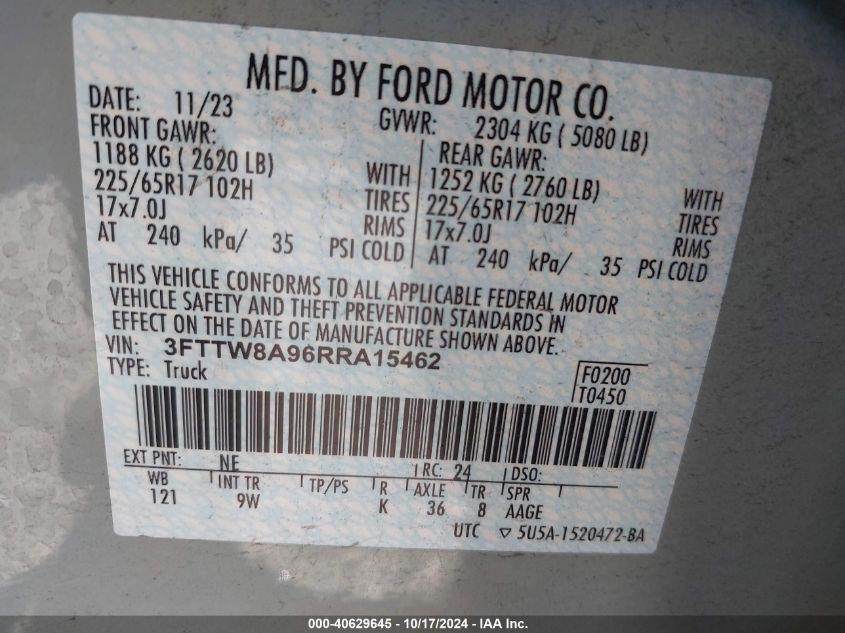 MFD. BY FORD MOTOR CO.
DATE: 11/23 GVWR: 2304 KG ( 5080 LB)
FRONT GAWR: REAR GAWR:
1188 KG ( 2620 LB) WITH 1252 KG ( 2760 LB) WITH
225/65R17 102H TIRES 225/65R17 102H TIRES
17x7.0J RIMS 17x7.0J RIMS
AT 240 kPa/ 35 PSI COLD AT 240 kPa/ 35 PSI COLD
THIS VEHICLE CONFORMS TO ALL APPLICABLE FEDERAL MOTOR
VEHICLE SAFETY AND THEFT PREVENTION STANDARDS IN
EFFECT ON THE DATE OF MANUFACTURE SHOWN ABOVE.
VIN: 3FTTW8A96RRA15462
TYPE: Truck
F0200
T0450
EXT PNT: NE RC: 24 DSO:
WB INT TR TP/PS R AXLE TR SPR
121 9W K 36 8 AAGE
UTC ▽ 5U5A-1520472-BA
000-40629645 - 10/17/2024 - IAA Inc.